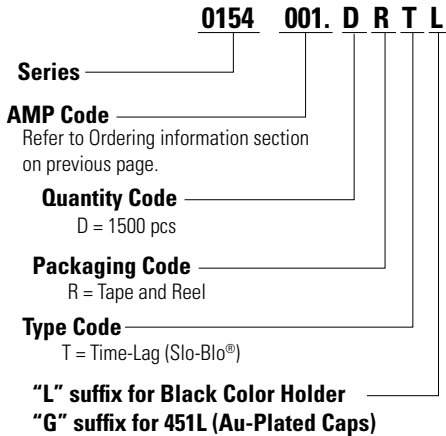 0154 001. D R T L
Series
AMP Code
Refer to Ordering information section
on previous page.
Quantity Code
D = 1500 pcs
Packaging Code
R = Tape and Reel
Type Code
T = Time-Lag (Slo-Blo®)
“L” suffix for Black Color Holder
“G” suffix for 451L (Au-Plated Caps)